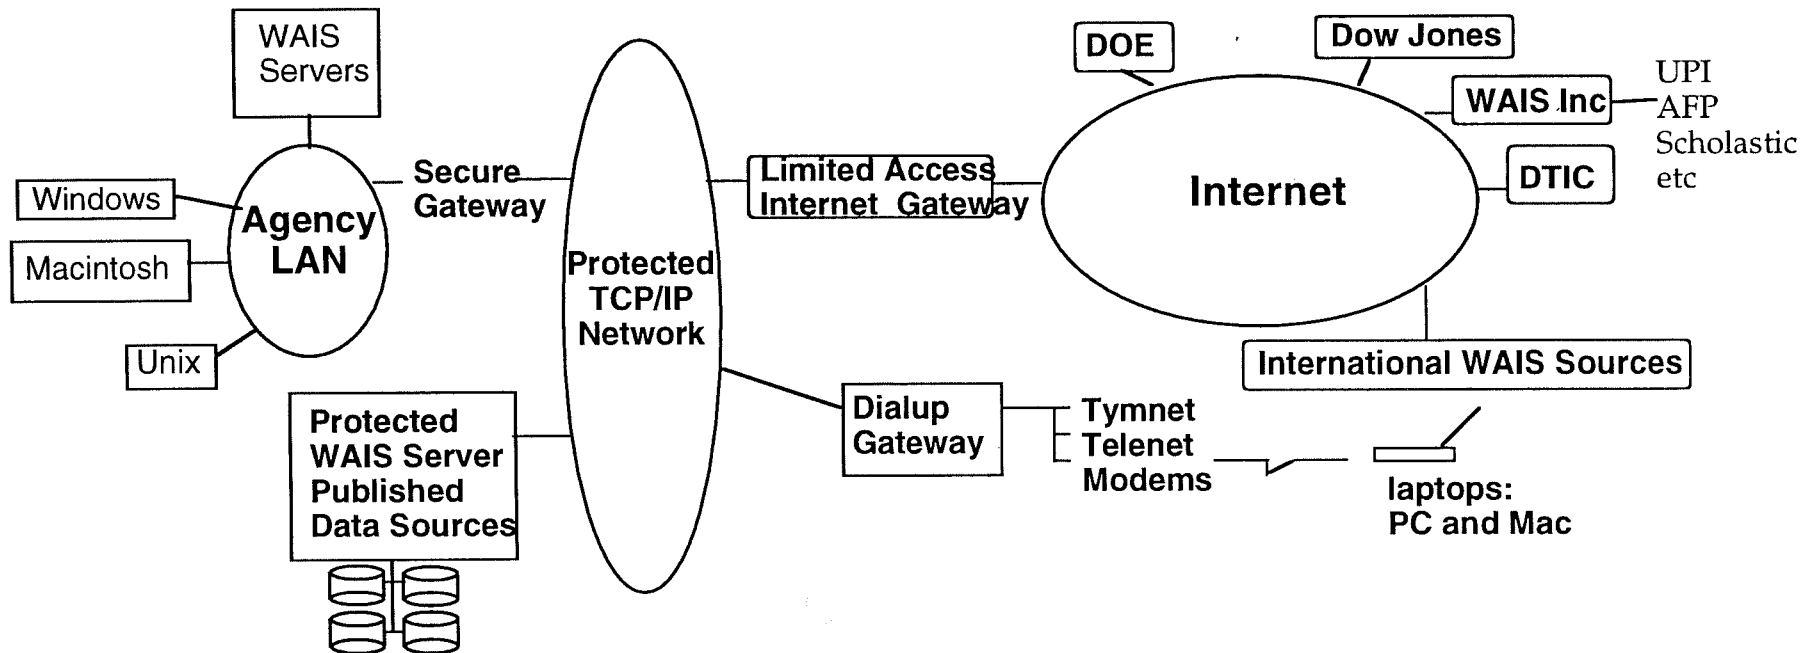 WAIS
Servers
Windows
Macintosh
Unix
Agency
LAN
Secure
Gateway
Protected
TCP/IP
Network
Protected
WAIS Server
Published
Data Sources
Limited Access
Internet Gateway
Internet
DOE
Dow Jones
WAIS Inc
UPI
AFP
Scholastic
etc
DTIC
International WAIS Sources
Dialup
Gateway
Tymnet
Telenet
Modems
laptops:
PC and Mac